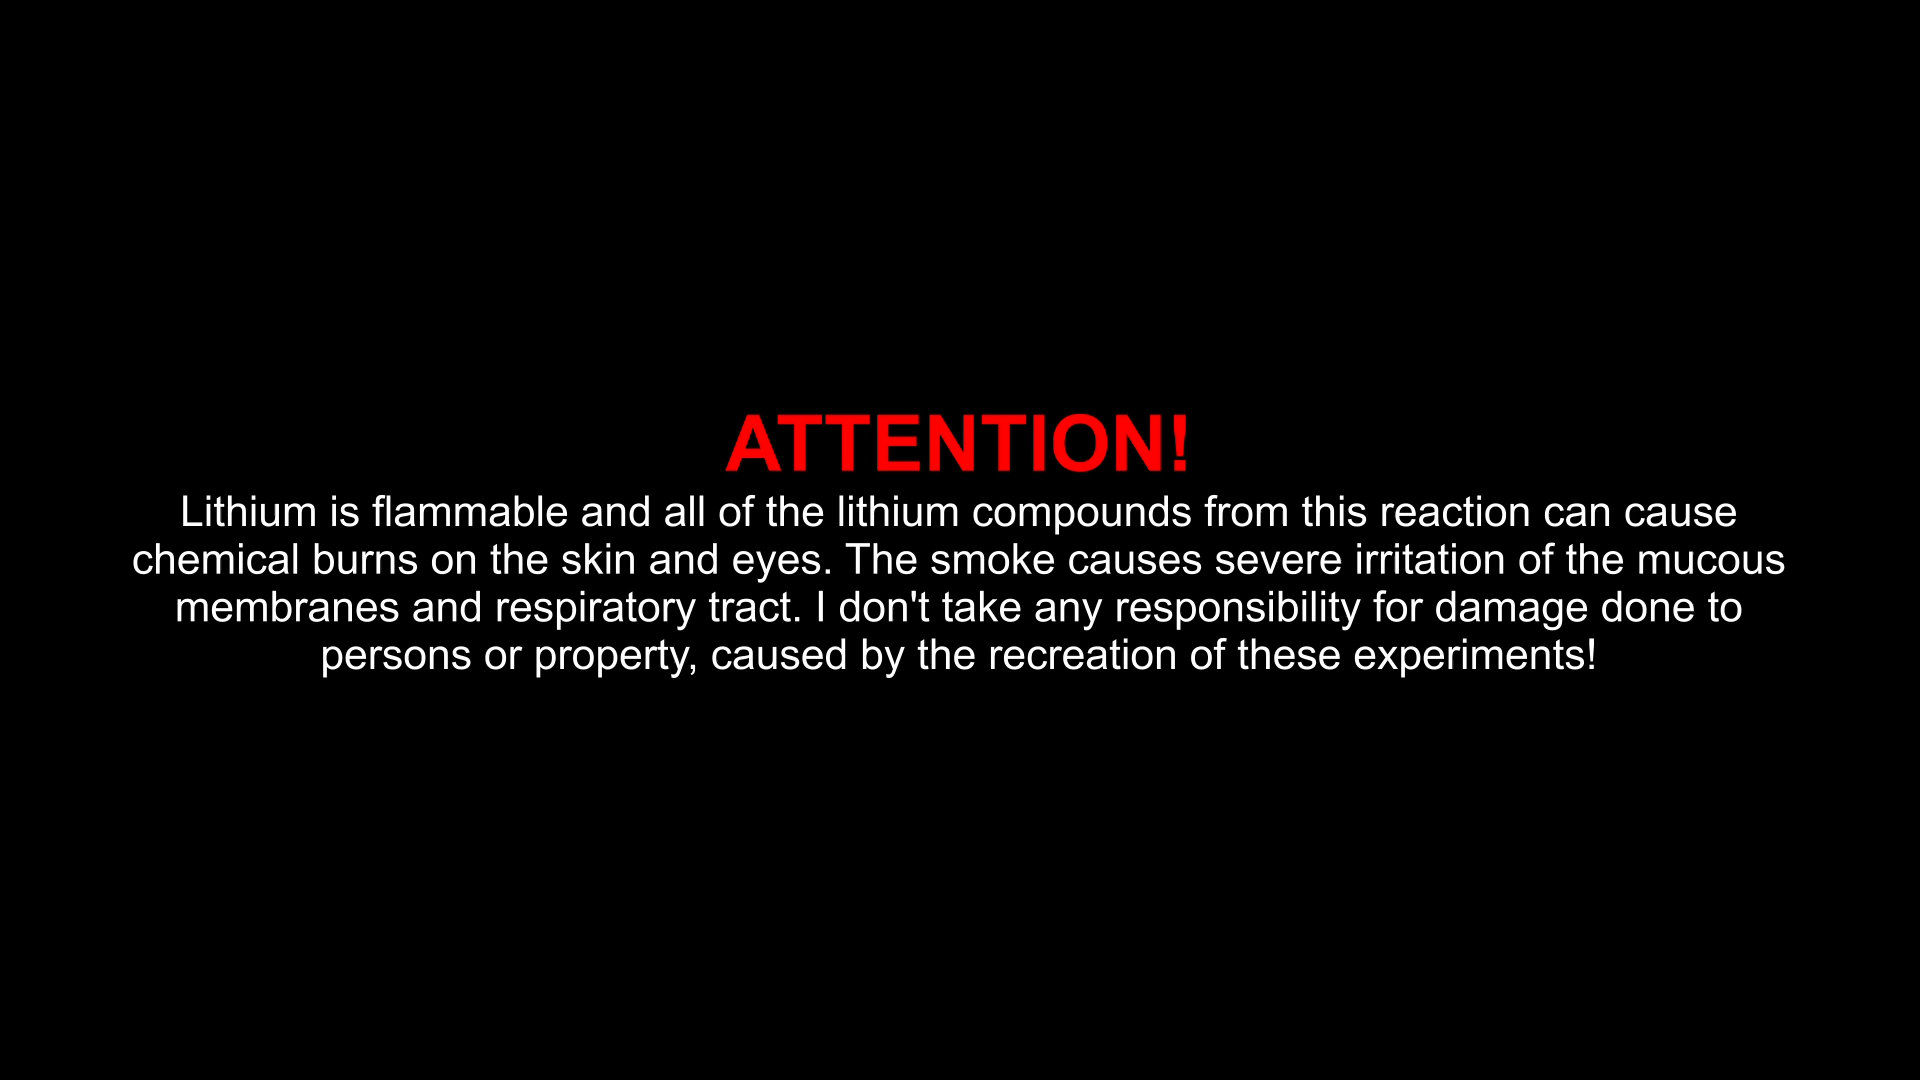 ATTENTION!
Lithium is flammable and all of the lithium compounds from this reaction can cause
chemical burns on the skin and eyes. The smoke causes severe irritation of the mucous
membranes and respiratory tract. I don't take any responsibility for damage done to
persons or property, caused by the recreation of these experiments!